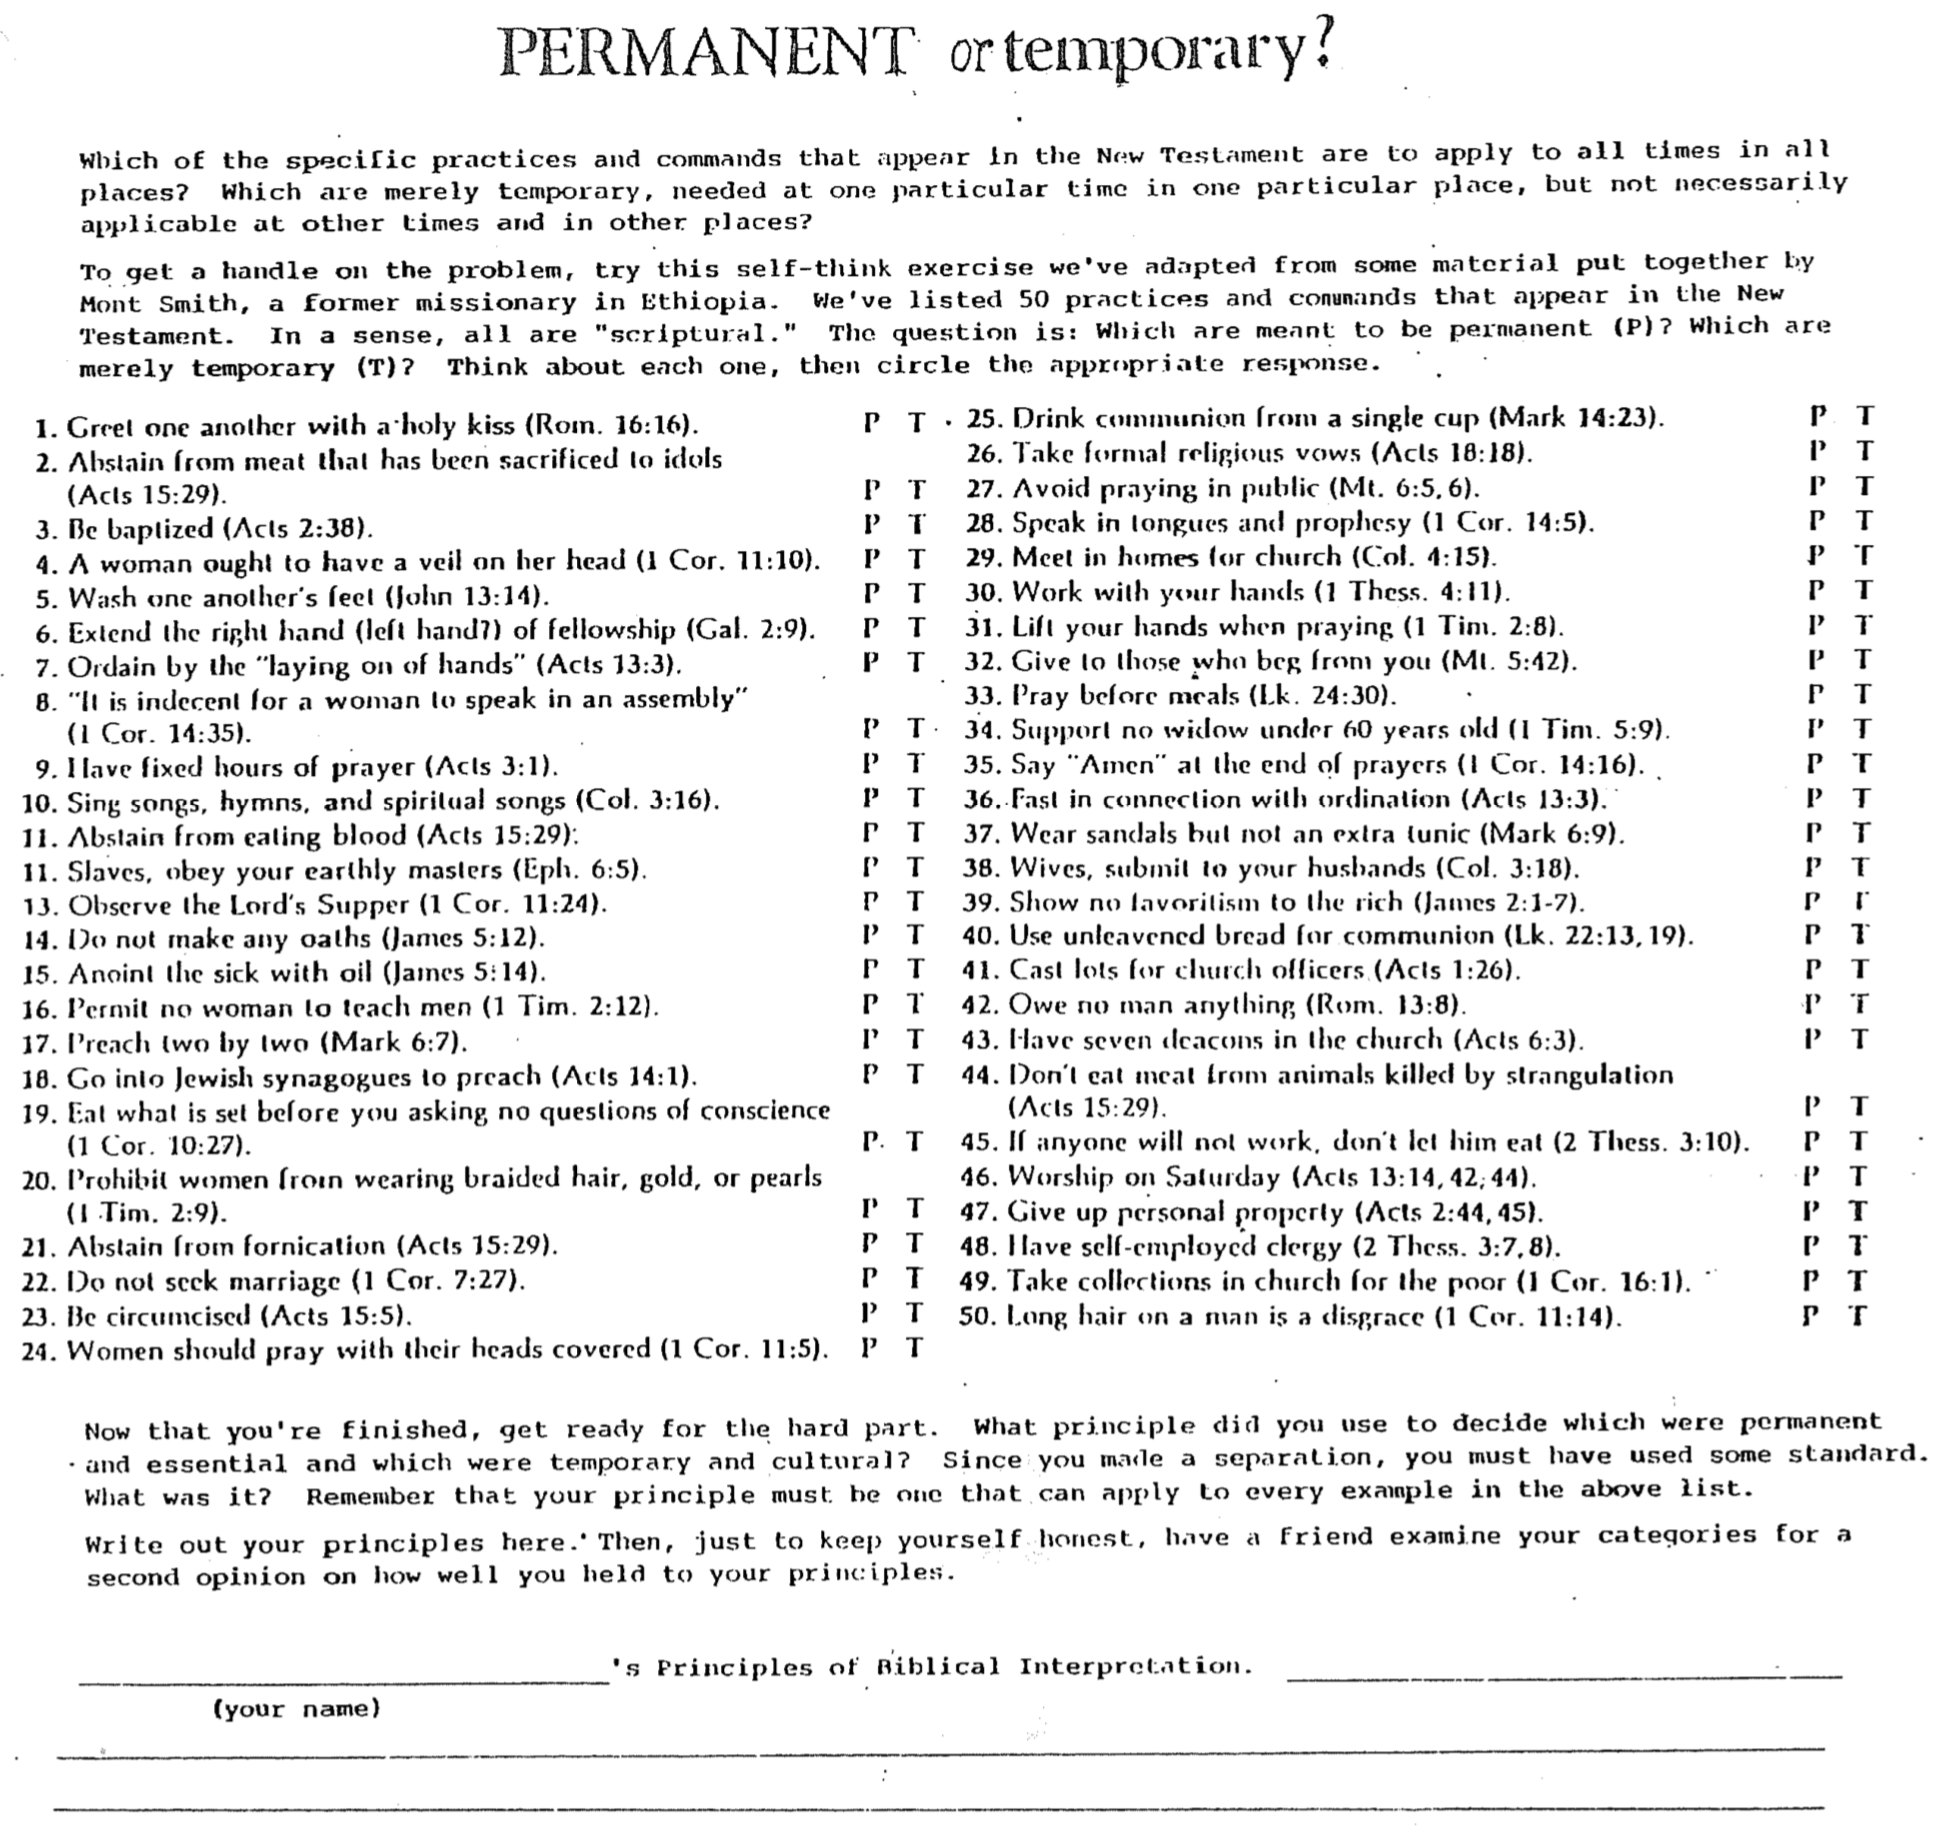 PERMANENT or temporary?
Which of the specific practices and commands that appear in the New Testament are to apply to all times in all
places? Which are merely temporary, needed at one particular time in one particular place, but not necessarily
applicable at other times and in other places?
To get a handle on the problem, try this self-think exercise we've adapted from some material put together by
Mont Smith, a former missionary in Ethiopia. We've listed 50 practices and commands that appear in the New
Testament. In a sense, all are "scriptural." The question is: Which are meant to be permanent (P)? Which are
merely temporary (T)? Think about each one, then circle the appropriate response.
1. Greet one another with a holy kiss (Rom. 16:16). P T
2. Abstain from meat that has been sacrificed to idols
(Acts 15:29). P T
3. Be baptized (Acts 2:38). P T
4. A woman ought to have a veil on her head (1 Cor. 11:10). P T
5. Wash one another's feet (John 13:14). P T
6. Extend the right hand (left hand?) of fellowship (Gal. 2:9). P T
7. Ordain by the "laying on of hands" (Acts 13:3). P T
8. "It is indecent for a woman to speak in an assembly"
(1 Cor. 14:35). P T
9. Have fixed hours of prayer (Acts 3:1). P T
10. Sing songs, hymns, and spiritual songs (Col. 3:16). P T
11. Abstain from eating blood (Acts 15:29). P T
11. Slaves, obey your earthly masters (Eph. 6:5). P T
13. Observe the Lord's Supper (1 Cor. 11:24). P T
14. Do not make any oaths (James 5:12). P T
15. Anoint the sick with oil (James 5:14). P T
16. Permit no woman to teach men (1 Tim. 2:12). P T
17. Preach two by two (Mark 6:7). P T
18. Go into Jewish synagogues to preach (Acts 14:1). P T
19. Eat what is set before you asking no questions of conscience
(1 Cor. 10:27). P T
20. Prohibit women from wearing braided hair, gold, or pearls
(1 Tim. 2:9). P T
21. Abstain from fornication (Acts 15:29). P T
22. Do not seek marriage (1 Cor. 7:27). P T
23. Be circumcised (Acts 15:5). P T
24. Women should pray with their heads covered (1 Cor. 11:5). P T
25. Drink communion from a single cup (Mark 14:23). P T
26. Take formal religious vows (Acts 18:18). P T
27. Avoid praying in public (Mt. 6:5,6). P T
28. Speak in tongues and prophesy (1 Cor. 14:5). P T
29. Meet in homes for church (Col. 4:15). P T
30. Work with your hands (1 Thess. 4:11). P T
31. Lift your hands when praying (1 Tim. 2:8). P T
32. Give to those who beg from you (Mt. 5:42). P T
33. Pray before meals (Lk. 24:30). P T
34. Support no widow under 60 years old (1 Tim. 5:9). P T
35. Say "Amen" at the end of prayers (1 Cor. 14:16). P T
36. Fast in connection with ordination (Acts 13:3). P T
37. Wear sandals but not an extra tunic (Mark 6:9). P T
38. Wives, submit to your husbands (Col. 3:18). P T
39. Show no favoritism to the rich (James 2:1-7). P T
40. Use unleavened bread for communion (Lk. 22:13,19). P T
41. Cast lots for church officers (Acts 1:26). P T
42. Owe no man anything (Rom. 13:8). P T
43. Have seven deacons in the church (Acts 6:3). P T
44. Don't eat meat from animals killed by strangulation
(Acts 15:29). P T
45. If anyone will not work, don't let him eat (2 Thess. 3:10). P T
46. Worship on Saturday (Acts 13:14,42,44). P T
47. Give up personal property (Acts 2:44,45). P T
48. Have self-employed clergy (2 Thess. 3:7,8). P T
49. Take collections in church for the poor (1 Cor. 16:1). P T
50. Long hair on a man is a disgrace (1 Cor. 11:14). P T
Now that you're finished, get ready for the hard part. What principle did you use to decide which were permanent
and essential and which were temporary and cultural? Since you made a separation, you must have used some standard.
What was it? Remember that your principle must be one that can apply to every example in the above list.
Write out your principles here. Then, just to keep yourself honest, have a friend examine your categories for a
second opinion on how well you held to your principles.
's Principles of Biblical Interpretation.
(your name)